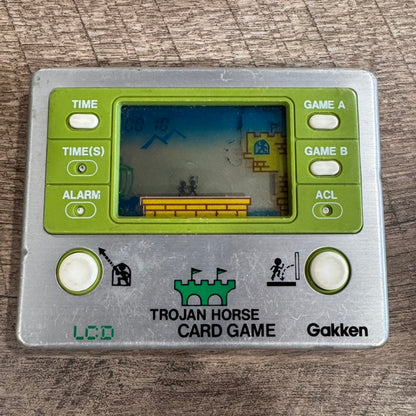 TIME
GAME A
TIME(S)
GAME B
ALARM
ACL
TROJAN HORSE
CARD GAME
LCD
Gakken